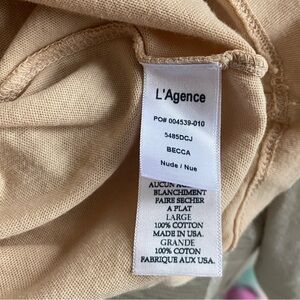 L'Agence
PO# 004539-010
5485DCJ
BECCA
Nude / Nue
AUCUN
BLANCHIMENT
FAIRE SECHER
A PLAT
LARGE
100% COTTON
MADE IN USA.
GRANDE
100% COTTON
FABRIQUE AUX USA.